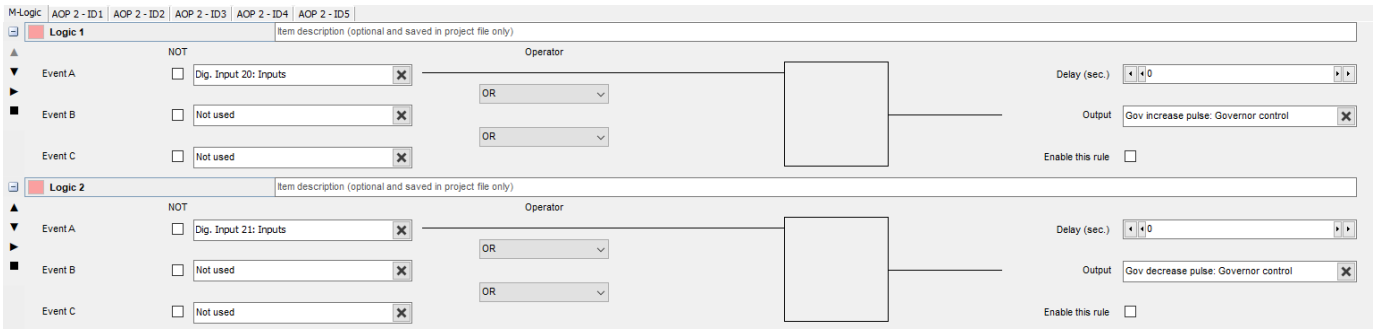 M-Logic AOP 2 - ID1 AOP 2 - ID2 AOP 2 - ID3 AOP 2 - ID4 AOP 2 - ID5
Logic 1 Item description (optional and saved in project file only)
NOT Operator
Event A Dig. Input 20: Inputs Delay (sec.) 0
OR
Event B Not used Output Gov increase pulse: Governor control
OR
Event C Not used Enable this rule
Logic 2 Item description (optional and saved in project file only)
NOT Operator
Event A Dig. Input 21: Inputs Delay (sec.) 0
OR
Event B Not used Output Gov decrease pulse: Governor control
OR
Event C Not used Enable this rule